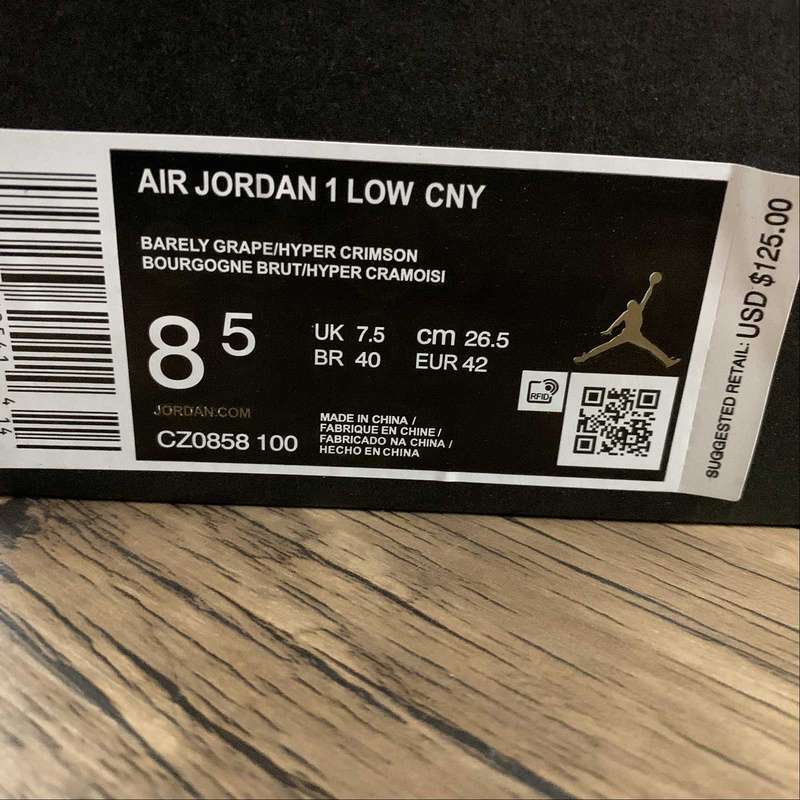 AIR JORDAN 1 LOW CNY
BARELY GRAPE/HYPER CRIMSON
BOURGOGNE BRUT/HYPER CRAMOISI
8 5
UK 7.5 cm 26.5
BR 40 EUR 42
RFID
JORDAN.COM
CZ0858 100
MADE IN CHINA /
FABRIQUE EN CHINE /
FABRICADO NA CHINA /
HECHO EN CHINA
SUGGESTED RETAIL: USD $125.00